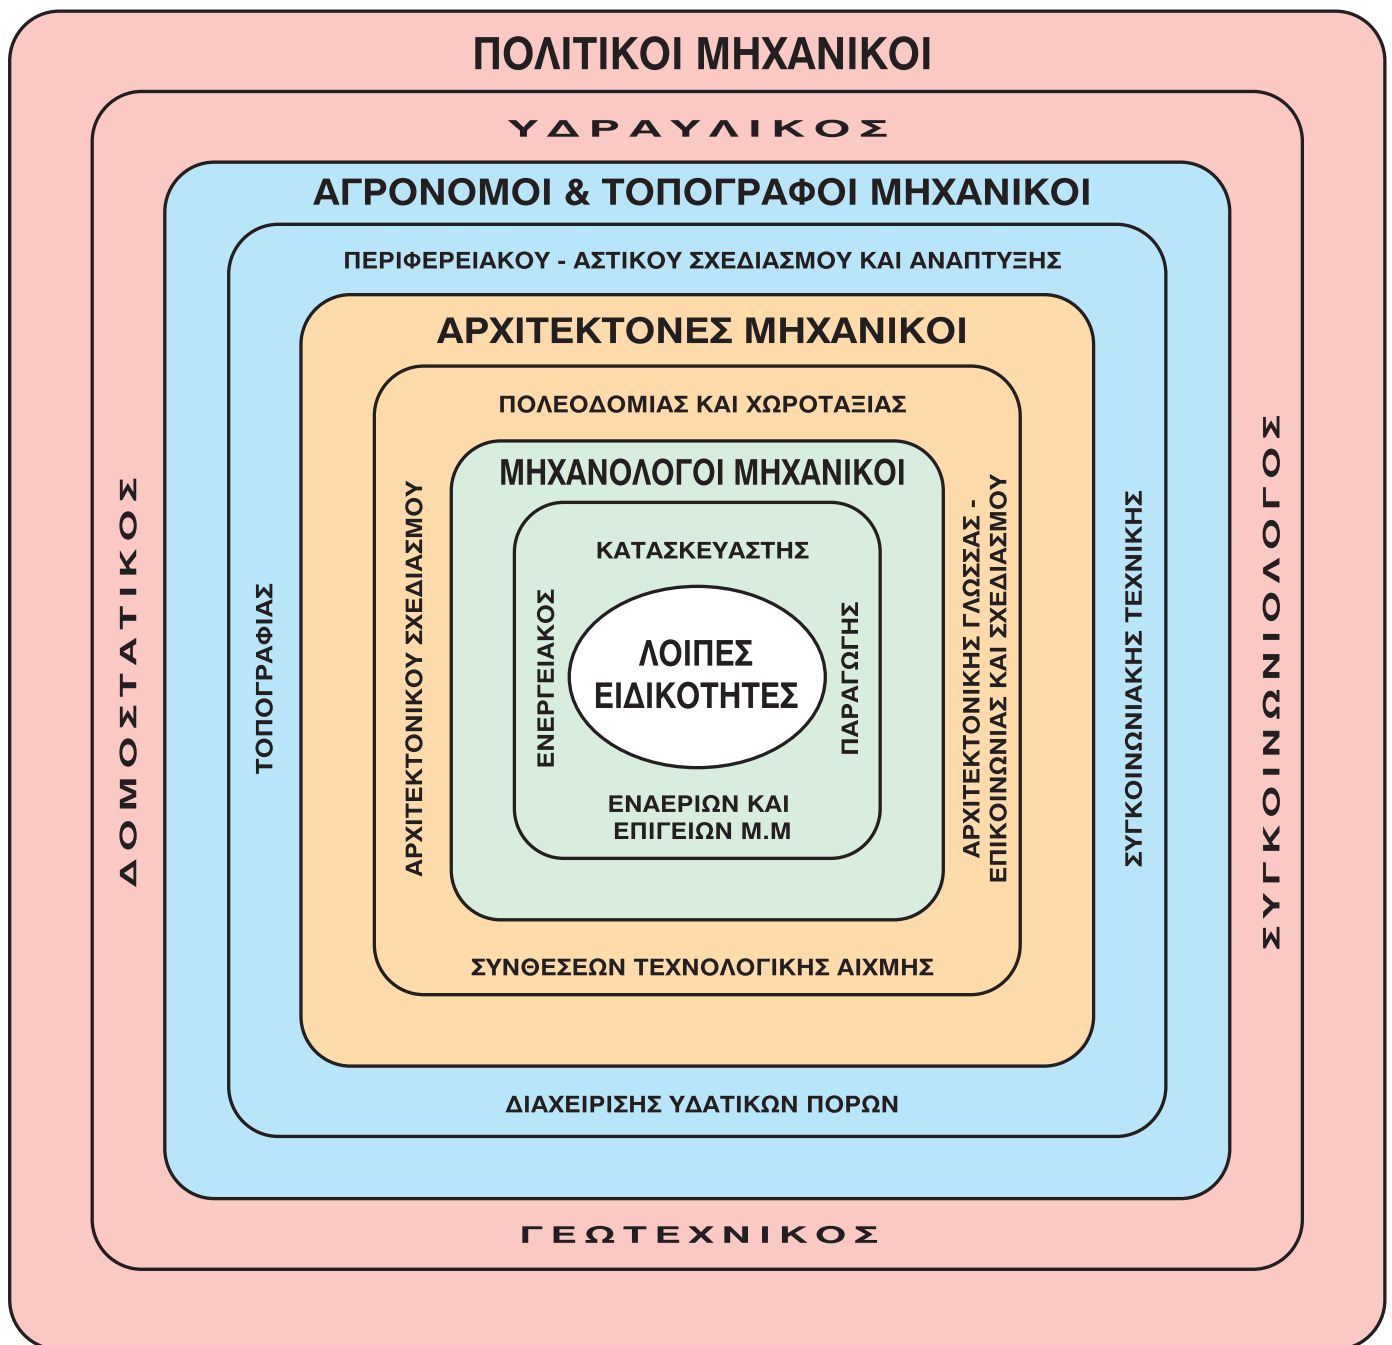 ΠΟΛΙΤΙΚΟΙ ΜΗΧΑΝΙΚΟΙ
ΥΔΡΑΥΛΙΚΟΣ
ΑΓΡΟΝΟΜΟΙ & ΤΟΠΟΓΡΑΦΟΙ ΜΗΧΑΝΙΚΟΙ
ΠΕΡΙΦΕΡΕΙΑΚΟΥ - ΑΣΤΙΚΟΥ ΣΧΕΔΙΑΣΜΟΥ ΚΑΙ ΑΝΑΠΤΥΞΗΣ
ΑΡΧΙΤΕΚΤΟΝΕΣ ΜΗΧΑΝΙΚΟΙ
ΠΟΛΕΟΔΟΜΙΑΣ ΚΑΙ ΧΩΡΟΤΑΞΙΑΣ
ΜΗΧΑΝΟΛΟΓΟΙ ΜΗΧΑΝΙΚΟΙ
ΚΑΤΑΣΚΕΥΑΣΤΗΣ
ΔΟΜΟΣΤΑΤΙΚΟΣ
ΤΟΠΟΓΡΑΦΙΑΣ
ΑΡΧΙΤΕΚΤΟΝΙΚΟΥ ΣΧΕΔΙΑΣΜΟΥ
ΕΝΕΡΓΕΙΑΚΟΣ
ΛΟΙΠΕΣ
ΕΙΔΙΚΟΤΗΤΕΣ
ΠΑΡΑΓΩΓΗΣ
ΑΡΧΙΤΕΚΤΟΝΙΚΗΣ ΓΛΩΣΣΑΣ -
ΕΠΙΚΟΙΝΩΝΙΑΣ ΚΑΙ ΣΧΕΔΙΑΣΜΟΥ
ΣΥΓΚΟΙΝΩΝΙΑΚΗΣ ΤΕΧΝΙΚΗΣ
ΣΥΓΚΟΙΝΩΝΙΟΛΟΓΟΣ
ΕΝΑΕΡΙΩΝ ΚΑΙ
ΕΠΙΓΕΙΩΝ Μ.Μ
ΣΥΝΘΕΣΕΩΝ ΤΕΧΝΟΛΟΓΙΚΗΣ ΑΙΧΜΗΣ
ΔΙΑΧΕΙΡΙΣΗΣ ΥΔΑΤΙΚΩΝ ΠΟΡΩΝ
ΓΕΩΤΕΧΝΙΚΟΣ